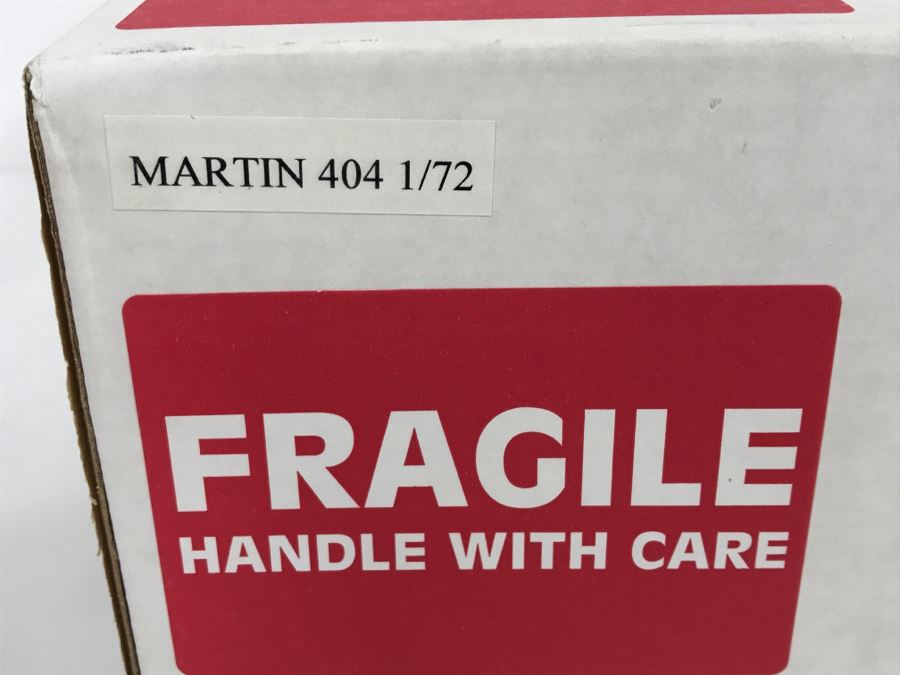 MARTIN 404 1/72
FRAGILE
HANDLE WITH CARE